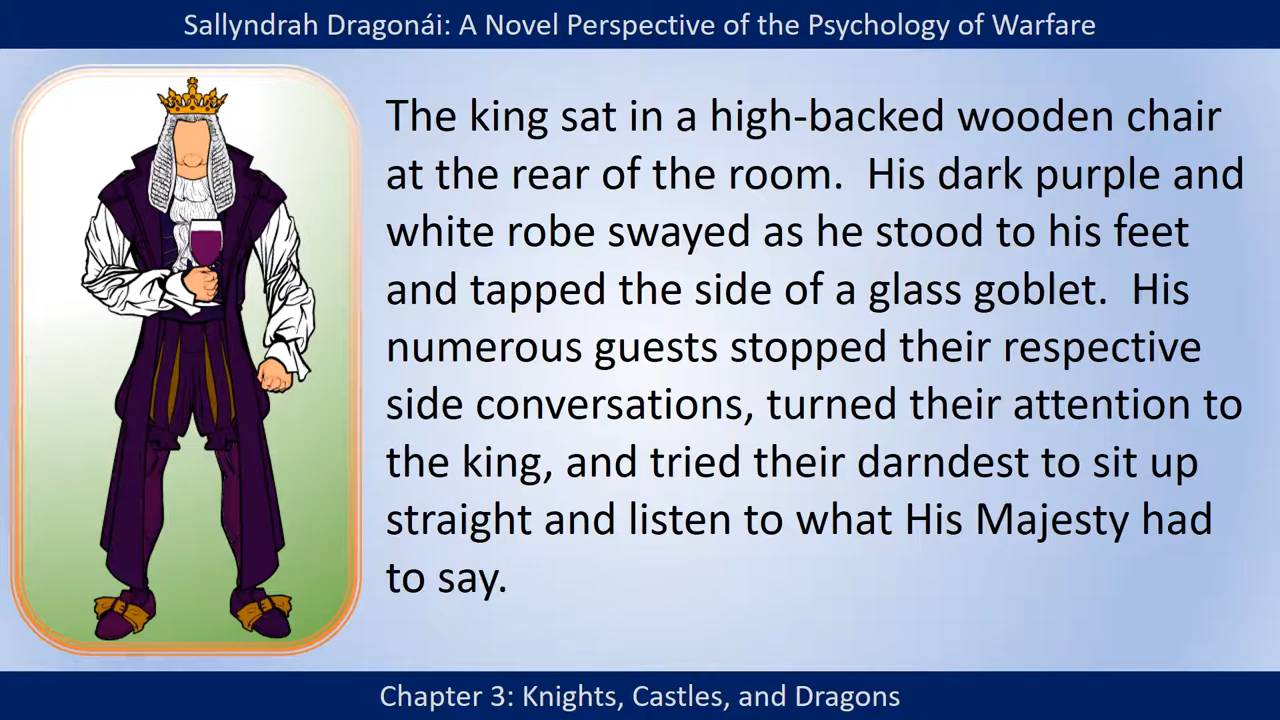 Sallyndrah Dragonái: A Novel Perspective of the Psychology of Warfare
The king sat in a high-backed wooden chair
at the rear of the room.  His dark purple and
white robe swayed as he stood to his feet
and tapped the side of a glass goblet.  His
numerous guests stopped their respective
side conversations, turned their attention to
the king, and tried their darndest to sit up
straight and listen to what His Majesty had
to say.
Chapter 3: Knights, Castles, and Dragons